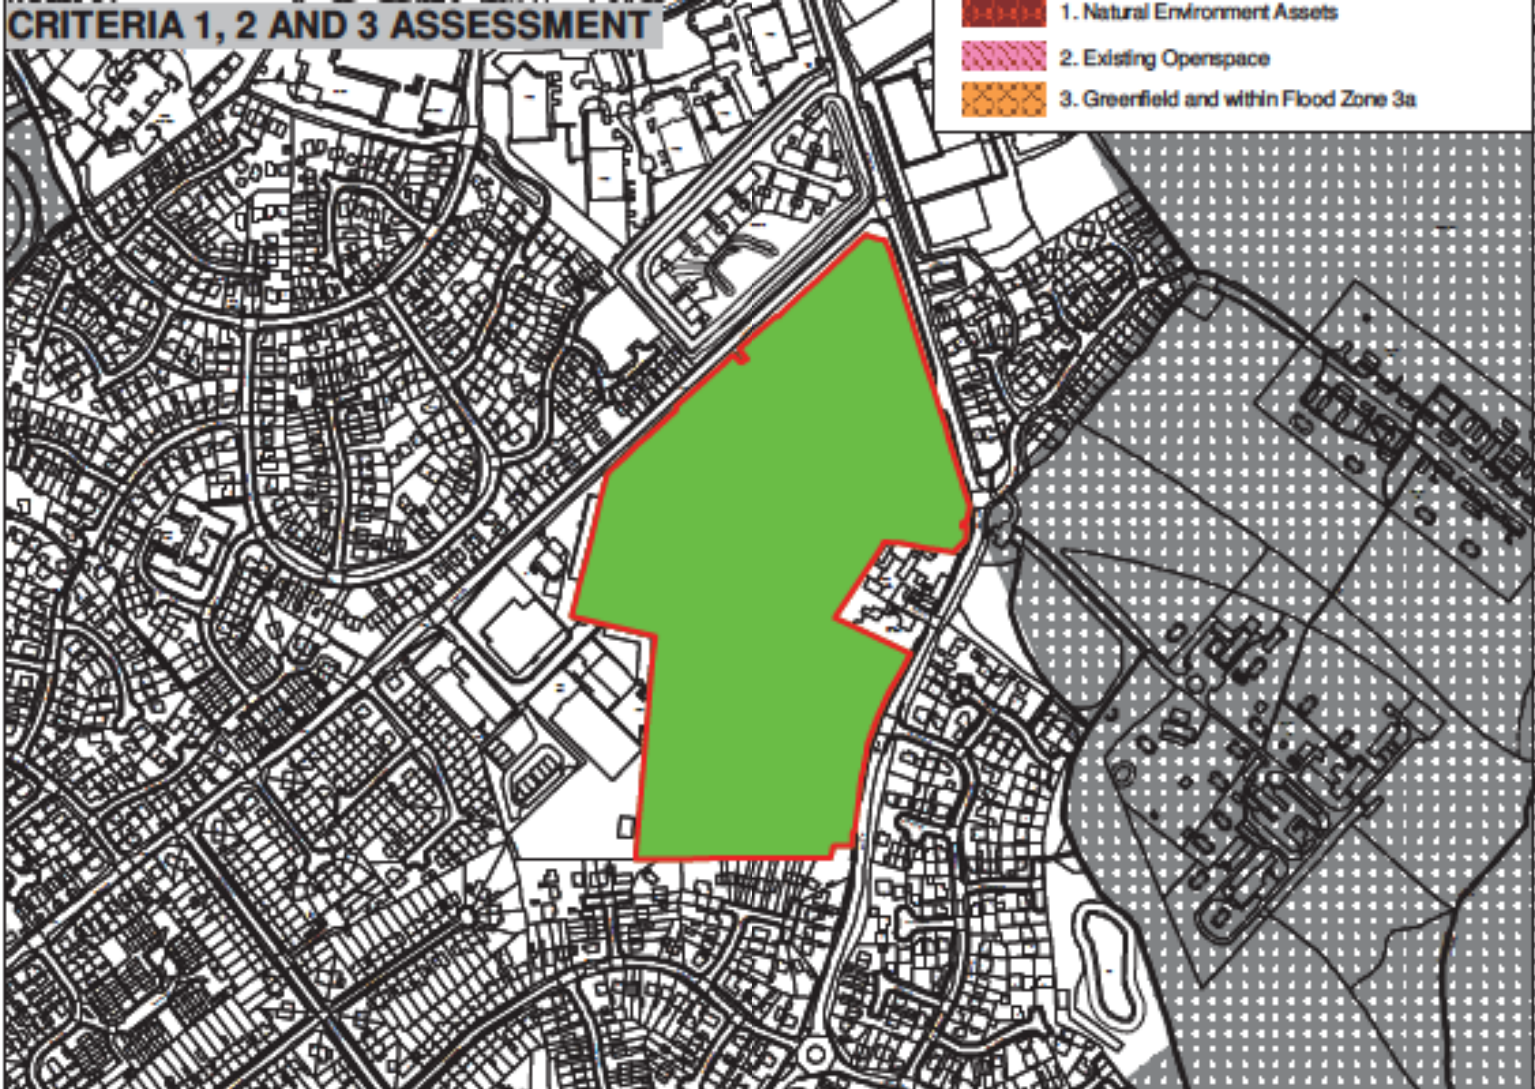 CRITERIA 1, 2 AND 3 ASSESSMENT
1. Natural Environment Assets
2. Existing Openspace
3. Greenfield and within Flood Zone 3a